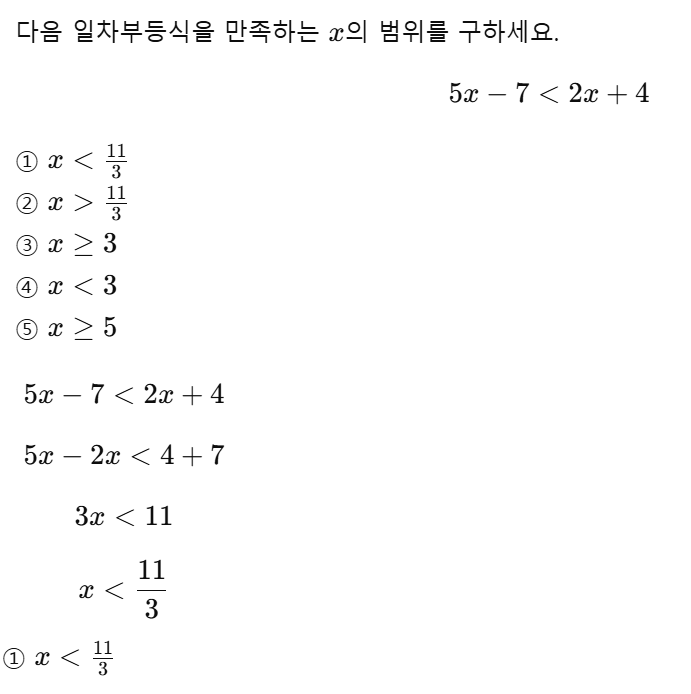 다음 일차부등식을 만족하는 x의 범위를 구하세요.
5x − 7 < 2x + 4
① x < 11/3
② x > 11/3
③ x ≥ 3
④ x < 3
⑤ x ≥ 5
5x − 7 < 2x + 4
5x − 2x < 4 + 7
3x < 11
x < 11/3
① x < 11/3